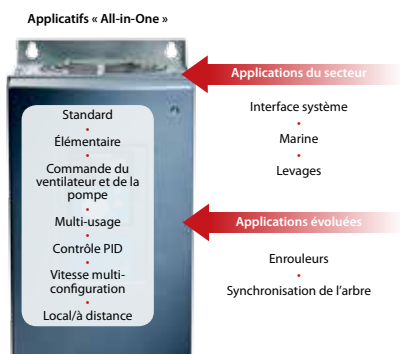 Applicatifs « All-in-One »
Standard
•
Élémentaire
•
Commande du
ventilateur et de la
pompe
•
Multi-usage
•
Contrôle PID
•
Vitesse multi-
configuration
•
Local/à distance
Applications du secteur
Interface système
•
Marine
•
Levages
Applications évoluées
Enrouleurs
•
Synchronisation de l'arbre